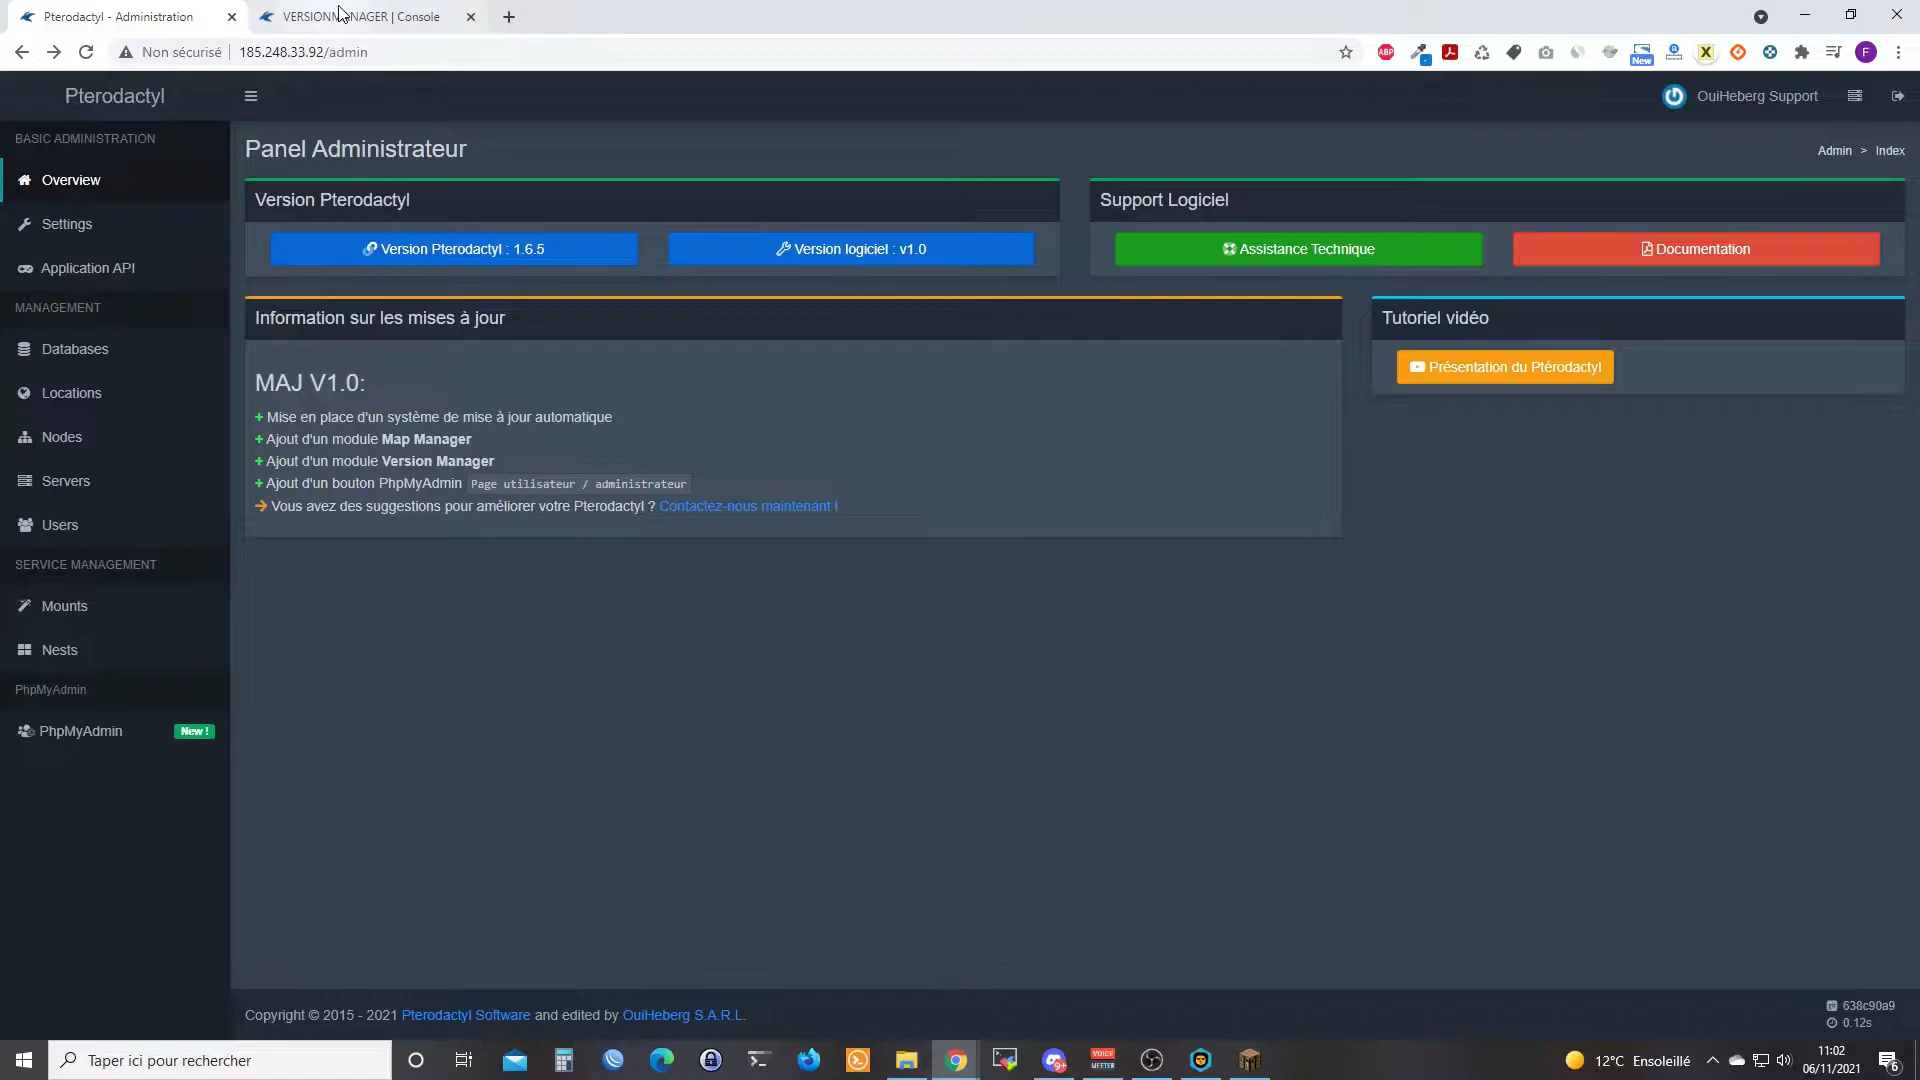 Pterodactyl - Administration
VERSIONMANAGER | Console
Non sécurisé
185.248.33.92/admin
ABP
New
X
F
Pterodactyl
OuiHeberg Support
BASIC ADMINISTRATION
Overview
Settings
Application API
MANAGEMENT
Databases
Locations
Nodes
Servers
Users
SERVICE MANAGEMENT
Mounts
Nests
PhpMyAdmin
PhpMyAdmin
New !
Panel Administrateur
Admin > Index
Version Pterodactyl
Version Pterodactyl : 1.6.5
Version logiciel : v1.0
Support Logiciel
Assistance Technique
Documentation
Information sur les mises à jour
MAJ V1.0:
+ Mise en place d'un système de mise à jour automatique
+ Ajout d'un module Map Manager
+ Ajout d'un module Version Manager
+ Ajout d'un bouton PhpMyAdmin Page utilisateur / administrateur
Vous avez des suggestions pour améliorer votre Pterodactyl ? Contactez-nous maintenant !
Tutoriel vidéo
Présentation du Ptérodactyl
Copyright © 2015 - 2021 Pterodactyl Software and edited by OuiHeberg S.A.R.L.
638c90a9
0.12s
Taper ici pour rechercher
9+
VOICE
MEETER
12°C Ensoleillé
11:02
06/11/2021
6